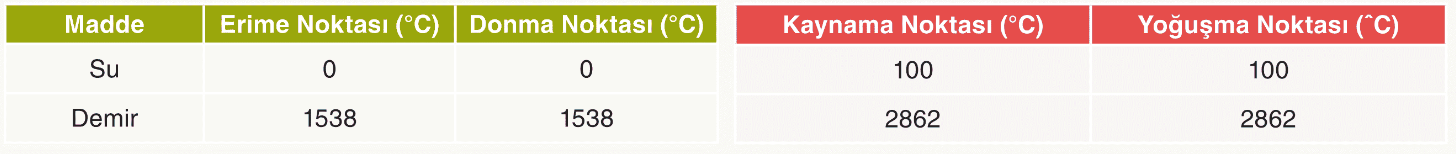 Madde Erime Noktası (°C) Donma Noktası (°C) Kaynama Noktası (°C) Yoğuşma Noktası (ˆC)
Su 0 0 100 100
Demir 1538 1538 2862 2862